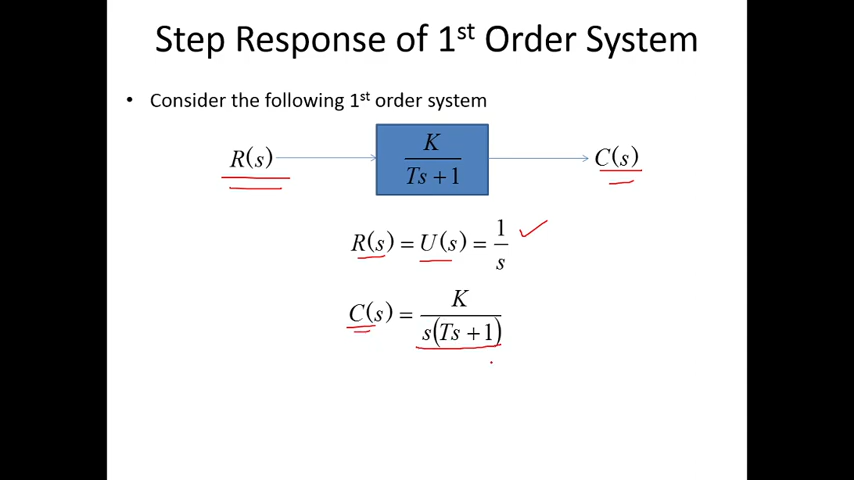 Step Response of 1st Order System
• Consider the following 1st order system
R(s) K / (Ts + 1) C(s)
R(s) = U(s) = 1 / s
C(s) = K / s(Ts + 1)